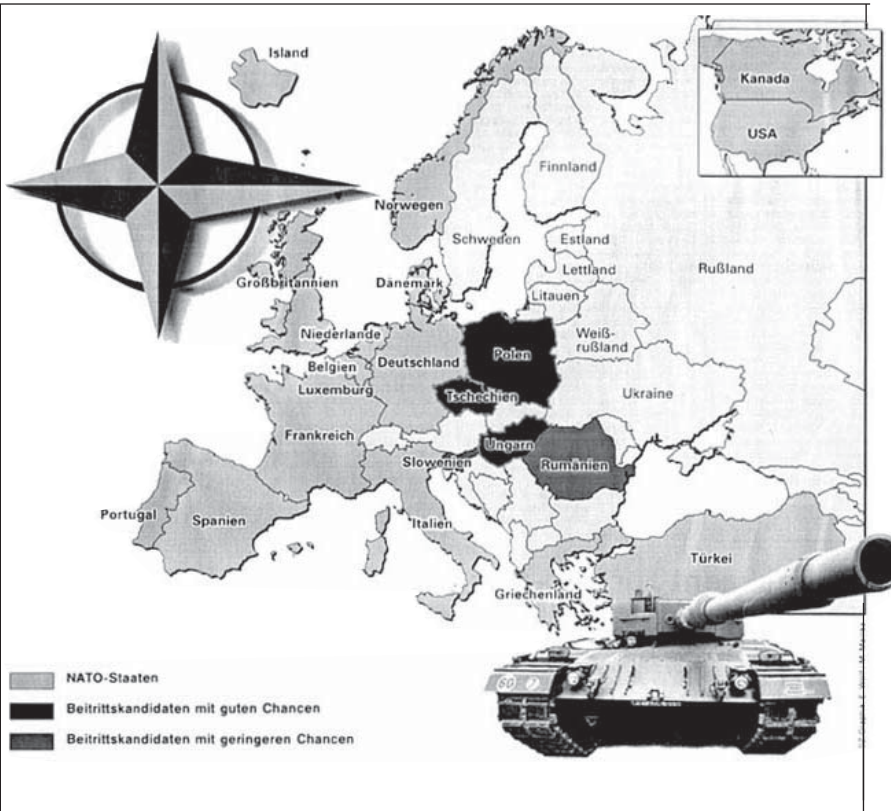 Island
Kanada
USA
Finnland
Norwegen
Schweden
Estland
Rußland
Lettland
Großbritannien
Dänemark
Litauen
Niederlande
Weiß-
rußland
Belgien
Deutschland
Polen
Luxemburg
Tschechien
Ukraine
Frankreich
Ungarn
Slowenien
Rumänien
Portugal
Spanien
Italien
Türkei
Griechenland
NATO-Staaten
Beitrittskandidaten mit guten Chancen
Beitrittskandidaten mit geringeren Chancen
60